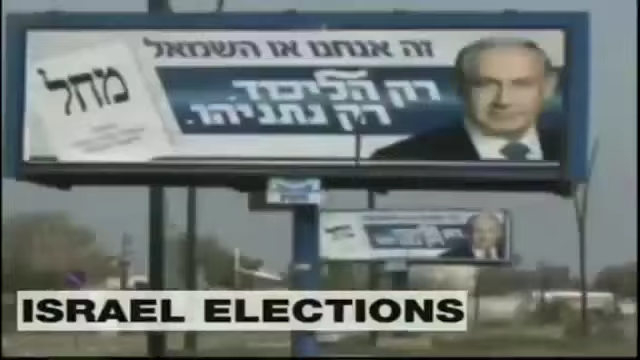 זה אנחנו או השמאל
רק הליכוד.
רק נתניהו.
מחל
ISRAEL ELECTIONS